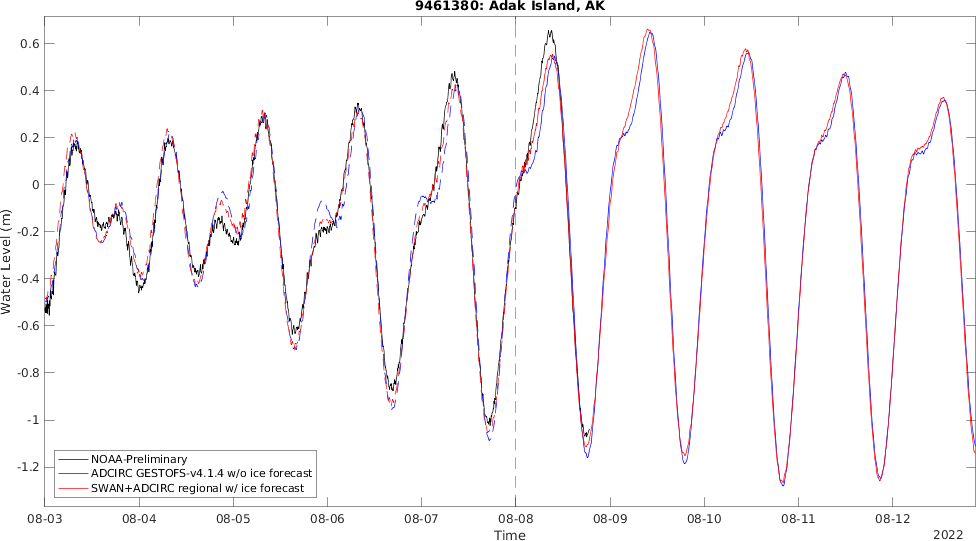 9461380: Adak Island, AK
0.6
0.4
0.2
0
-0.2
-0.4
-0.6
-0.8
-1
-1.2
Water Level (m)
NOAA-Preliminary
ADCIRC GESTOFS-v4.1.4 w/o ice forecast
SWAN+ADCIRC regional w/ ice forecast
08-03 08-04 08-05 08-06 08-07 08-08 08-09 08-10 08-11 08-12
Time
2022